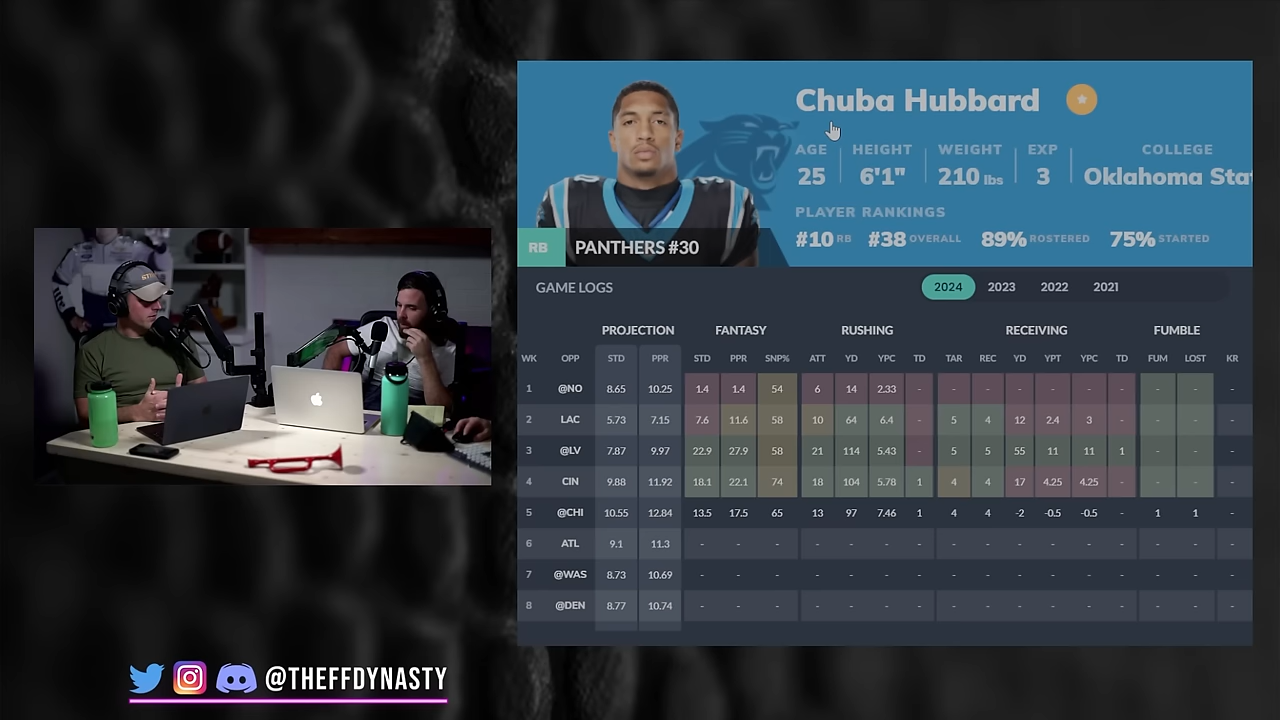 Chuba Hubbard
AGE HEIGHT WEIGHT EXP COLLEGE
25 6'1" 210 lbs 3 Oklahoma Sta
PLAYER RANKINGS
#10 RB #38 OVERALL 89% ROSTERED 75% STARTED
RB PANTHERS #30
GAME LOGS 2024 2023 2022 2021
PROJECTION FANTASY RUSHING RECEIVING FUMBLE
WK OPP STD PPR STD PPR SNP% ATT YD YPC TD TAR REC YD YPT YPC TD FUM LOST KR
1 @NO 8.65 10.25 1.4 1.4 54 6 14 2.33 - - - - - - - - - -
2 LAC 5.73 7.15 7.6 11.6 58 10 64 6.4 - 5 4 12 2.4 3 - - - -
3 @LV 7.87 9.97 22.9 27.9 58 21 114 5.43 - 5 5 55 11 11 1 - - -
4 CIN 9.88 11.92 18.1 22.1 74 18 104 5.78 1 4 4 17 4.25 4.25 - - - -
5 @CHI 10.55 12.84 13.5 17.5 65 13 97 7.46 1 4 4 -2 -0.5 -0.5 - 1 1 -
6 ATL 9.1 11.3 - - - - - - - - - - - - - - - -
7 @WAS 8.73 10.69 - - - - - - - - - - - - - - - -
8 @DEN 8.77 10.74 - - - - - - - - - - - - - - - -
@THEFFDYNASTY